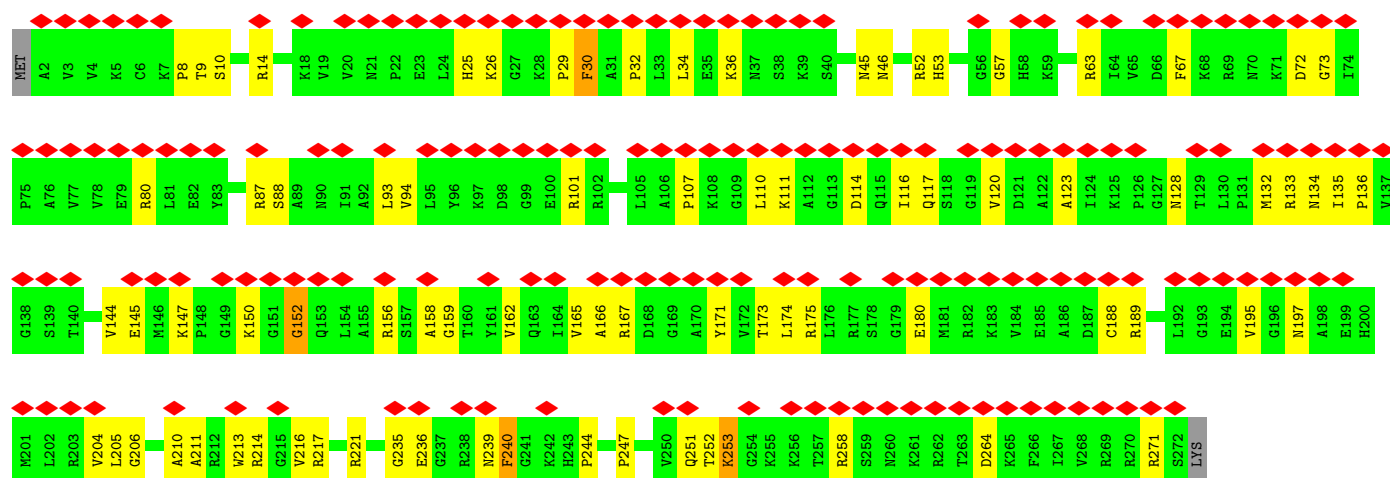 MET A2 V3 V4 K5 C6 K7 P8 T9 S10 R14 K18 V19 V20 N21 P22 E23 L24 H25 K26 G27 K28 P29 F30 A31 P32 L33 L34 E35 K36 N37 S38 K39 S40 N45 N46 R52 H53 G56 G57 H58 K59 R63 I64 V65 D66 F67 K68 R69 N70 K71 D72 G73 I74
P75 A76 V77 V78 E79 R80 L81 E82 Y83 R87 S88 A89 N90 I91 A92 L93 V94 L95 Y96 K97 D98 G99 E100 R101 R102 L105 A106 P107 K108 G109 L110 K111 A112 G113 D114 Q115 I116 Q117 S118 G119 V120 D121 A122 A123 I124 K125 P126 G127 N128 T129 L130 P131 M132 R133 N134 I135 P136 V137
G138 S139 T140 V144 E145 M146 K147 P148 G149 K150 G151 G152 Q153 L154 A155 R156 S157 A158 G159 T160 Y161 V162 Q163 I164 V165 A166 R167 D168 G169 A170 Y171 V172 T173 L174 R175 L176 R177 S178 G179 E180 M181 R182 K183 V184 E185 A186 D187 C188 R189 L192 G193 E194 V195 G196 N197 A198 E199 H200
M201 L202 R203 V204 L205 G206 A210 A211 R212 W213 R214 G215 V216 R217 R221 G235 E236 G237 R238 N239 F240 G241 K242 H243 P244 P247 V250 Q251 T252 K253 G254 K255 K256 T257 R258 S259 N260 K261 R262 T263 D264 K265 F266 I267 V268 R269 R270 R271 S272 LYS